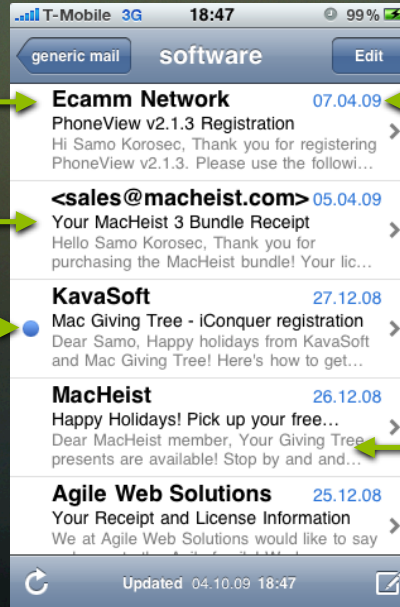 T-Mobile 3G 18:47 99%
generic mail software Edit
Ecamm Network 07.04.09
PhoneView v2.1.3 Registration
Hi Samo Korosec, Thank you for registering
PhoneView v2.1.3. Please use the followi...
<sales@macheist.com> 05.04.09
Your MacHeist 3 Bundle Receipt
Hello Samo Korosec, Thank you for
purchasing the MacHeist bundle! Your lic...
KavaSoft 27.12.08
Mac Giving Tree - iConquer registration
Dear Samo, Happy holidays from KavaSoft
and Mac Giving Tree! Here's how to get...
MacHeist 26.12.08
Happy Holidays! Pick up your free...
Dear MacHeist member, Your Giving Tree
presents are available! Stop by and and...
Agile Web Solutions 25.12.08
Your Receipt and License Information
We at Agile Web Solutions would like to say
Updated 04.10.09 18:47